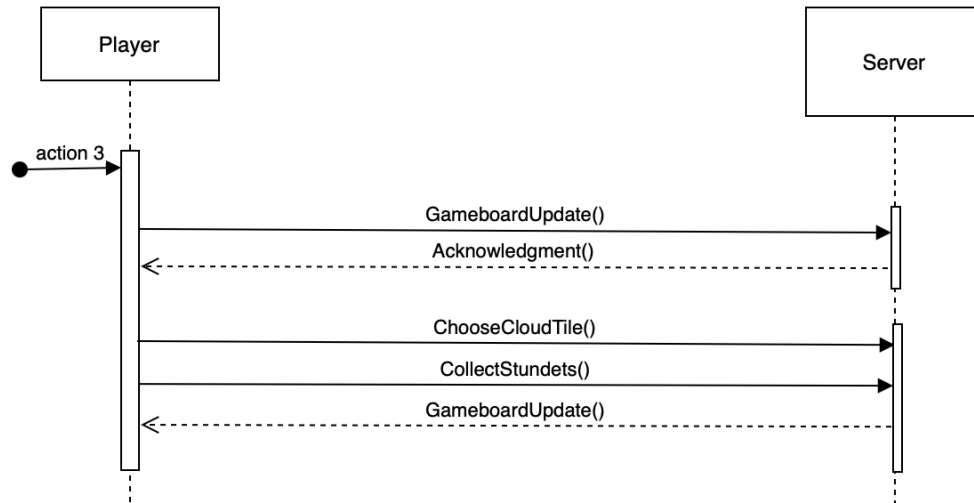 Player
Server
action 3
GameboardUpdate()
Acknowledgment()
ChooseCloudTile()
CollectStundets()
GameboardUpdate()